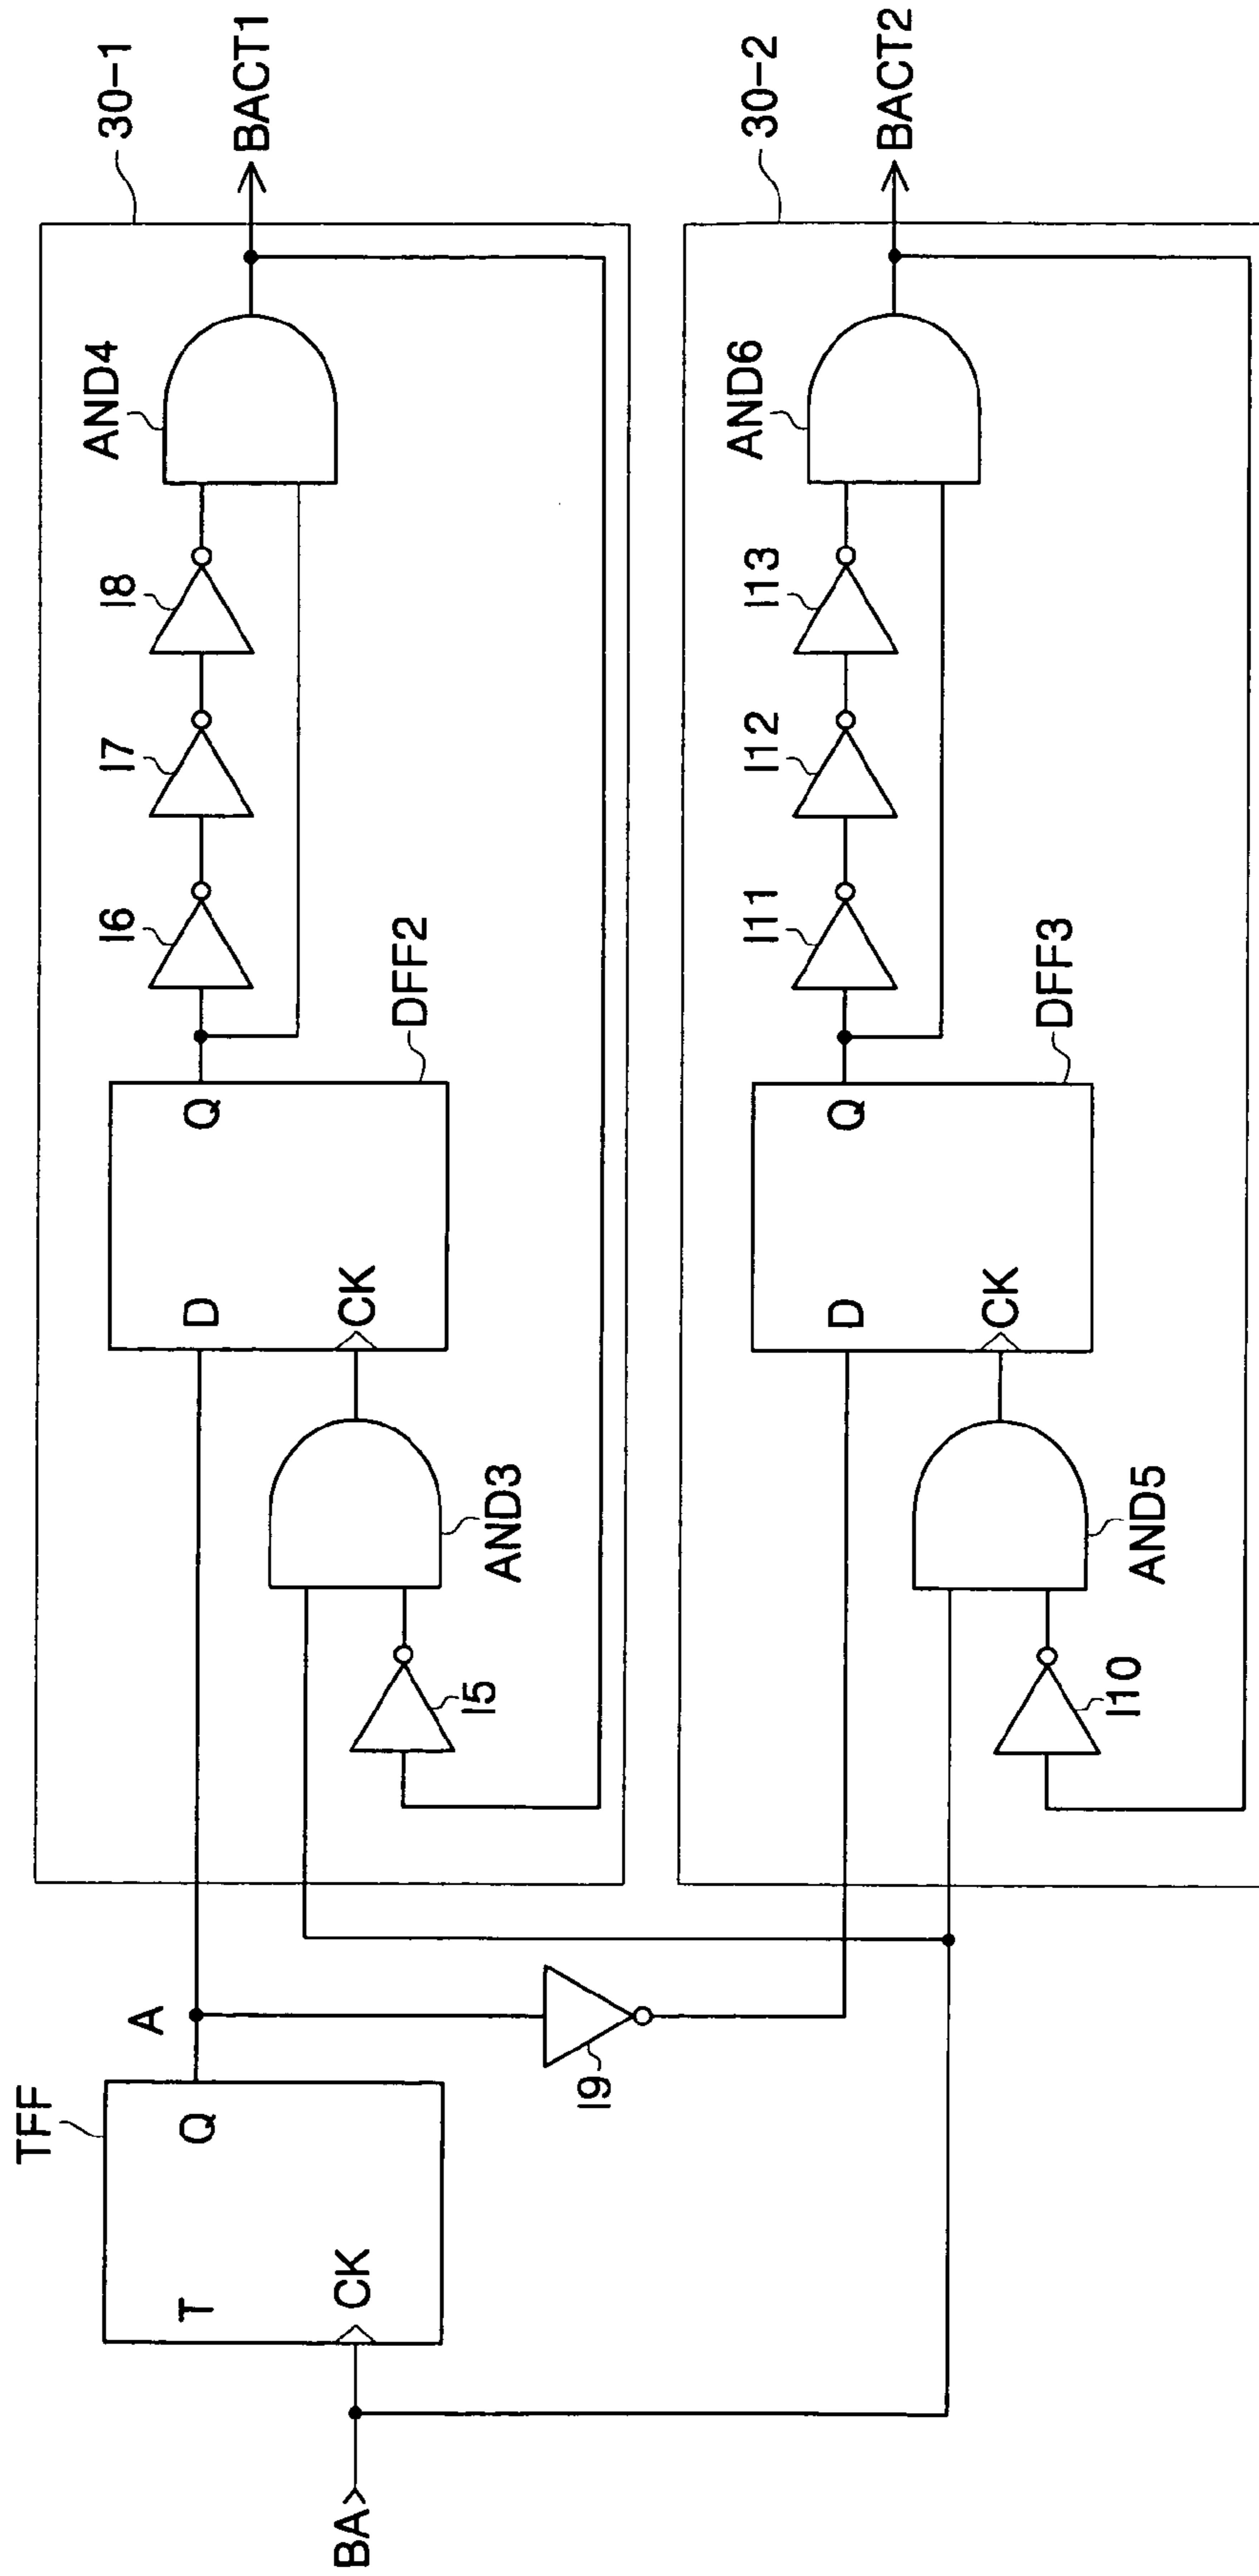 30-1
BACT1
AND4
I8
I7
I6
DFF2
Q
D
CK
AND3
I5
30-2
BACT2
AND6
I13
I12
I11
DFF3
Q
D
CK
AND5
I10
A
TFF
Q
T
CK
I9
BA